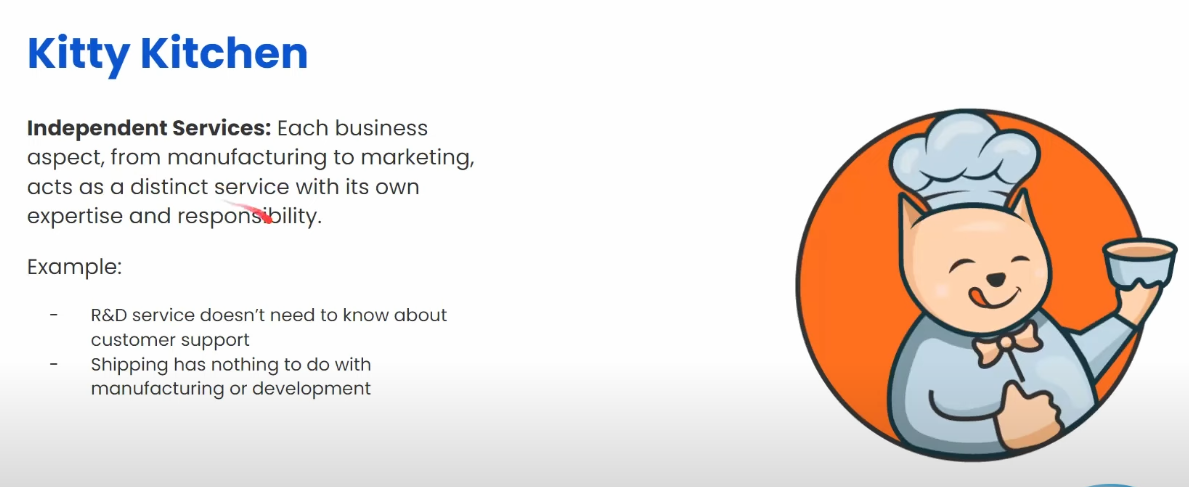 Kitty Kitchen
Independent Services: Each business
aspect, from manufacturing to marketing,
acts as a distinct service with its own
expertise and responsibility.
Example:
- R&D service doesn’t need to know about
customer support
- Shipping has nothing to do with
manufacturing or development